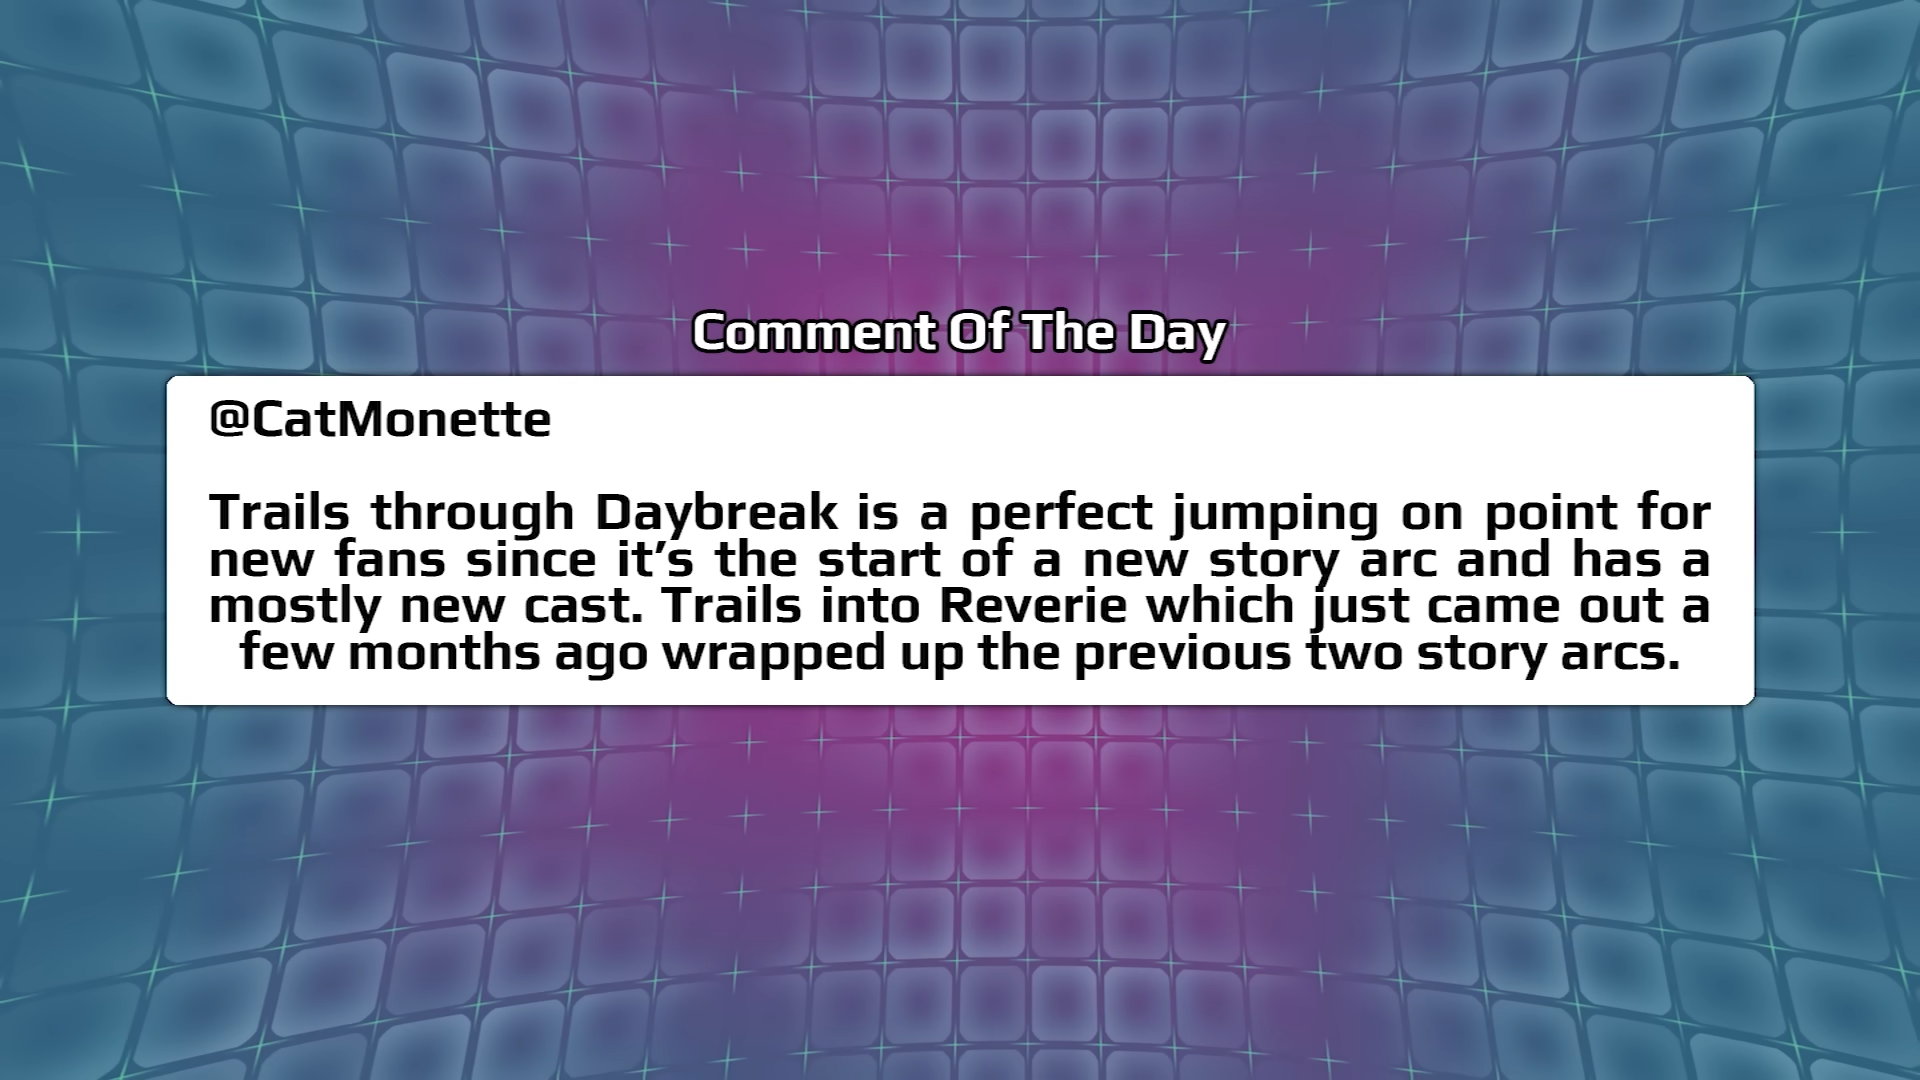 Comment Of The Day
@CatMonette
Trails through Daybreak is a perfect jumping on point for
new fans since it’s the start of a new story arc and has a
mostly new cast. Trails into Reverie which just came out a
few months ago wrapped up the previous two story arcs.